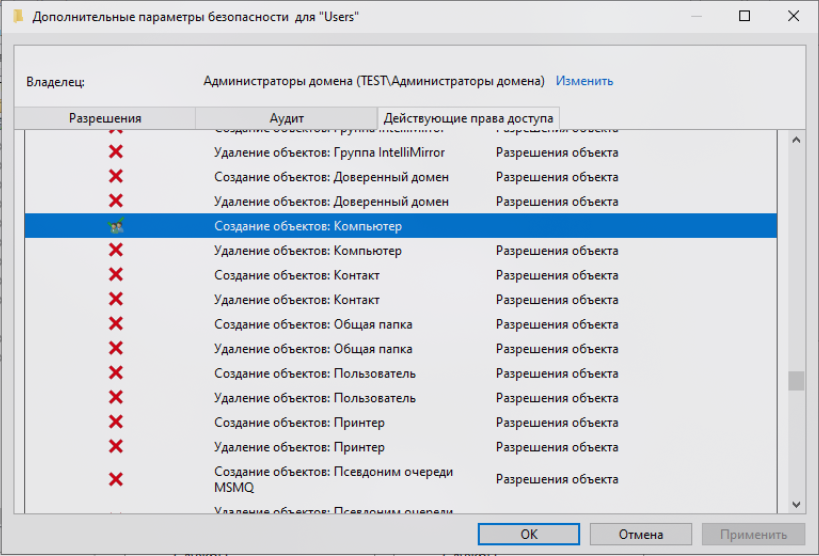 Дополнительные параметры безопасности для "Users"
Владелец:
Администраторы домена (TEST\Администраторы домена) Изменить
Разрешения
Аудит
Действующие права доступа
Создание объектов: Группа IntelliMirror Разрешения объекта
Удаление объектов: Группа IntelliMirror Разрешения объекта
Создание объектов: Доверенный домен Разрешения объекта
Удаление объектов: Доверенный домен Разрешения объекта
Создание объектов: Компьютер
Удаление объектов: Компьютер Разрешения объекта
Создание объектов: Контакт Разрешения объекта
Удаление объектов: Контакт Разрешения объекта
Создание объектов: Общая папка Разрешения объекта
Удаление объектов: Общая папка Разрешения объекта
Создание объектов: Пользователь Разрешения объекта
Удаление объектов: Пользователь Разрешения объекта
Создание объектов: Принтер Разрешения объекта
Удаление объектов: Принтер Разрешения объекта
Создание объектов: Псевдоним очереди
MSMQ
Разрешения объекта
Удаление объектов: Псевдоним очереди
ОК
Отмена
Применить